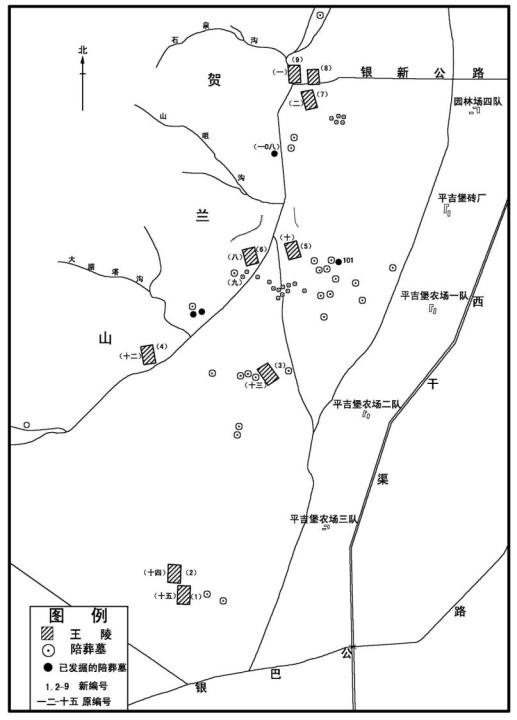 石泉沟
北
贺
(9)
(一)
(8)
银新公路
(二)
(7)
园林场四队
山咀沟
(一〇八)
平吉堡砖厂
兰
(十)
(5)
(八)
(6)
101
(九)
大
塔沟
平吉堡农场一队
西
山
(4)
(十二)
(3)
(十三)
干
平吉堡农场二队
渠
平吉堡农场三队
(十四)
(2)
(十五)
(1)
图例
王陵
陪葬墓
已发掘的陪葬墓
1.2-9 新编号
一二-十五 原编号
银巴公路